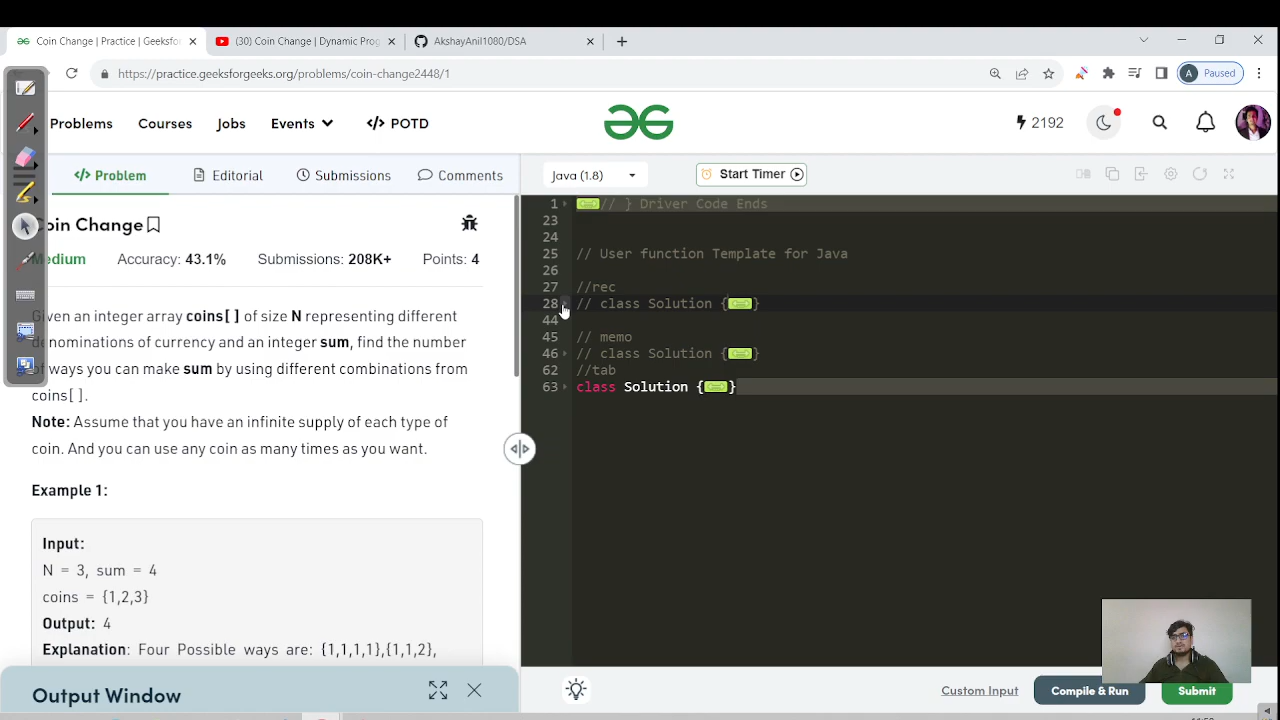 Coin Change | Practice | Geeksfor
(30) Coin Change | Dynamic Prog
AkshayAnil1080/DSA
https://practice.geeksforgeeks.org/problems/coin-change2448/1
A Paused
Problems
Courses
Jobs
Events
</> POTD
2192
</> Problem
Editorial
Submissions
Comments
Java (1.8)
Start Timer
oin Change
Medium
Accuracy: 43.1%
Submissions: 208K+
Points: 4
Given an integer array coins[ ] of size N representing different
denominations of currency and an integer sum, find the number
of ways you can make sum by using different combinations from
coins[ ].
Note: Assume that you have an infinite supply of each type of
coin. And you can use any coin as many times as you want.
Example 1:
Input:
N = 3, sum = 4
coins = {1,2,3}
Output: 4
Explanation: Four Possible ways are: {1,1,1,1},{1,1,2},
Output Window
1 // } Driver Code Ends
23
24
25 // User function Template for Java
26
27 //rec
28 // class Solution {}
44
45 // memo
46 // class Solution {}
62 //tab
63 class Solution {}
Custom Input
Compile & Run
Submit